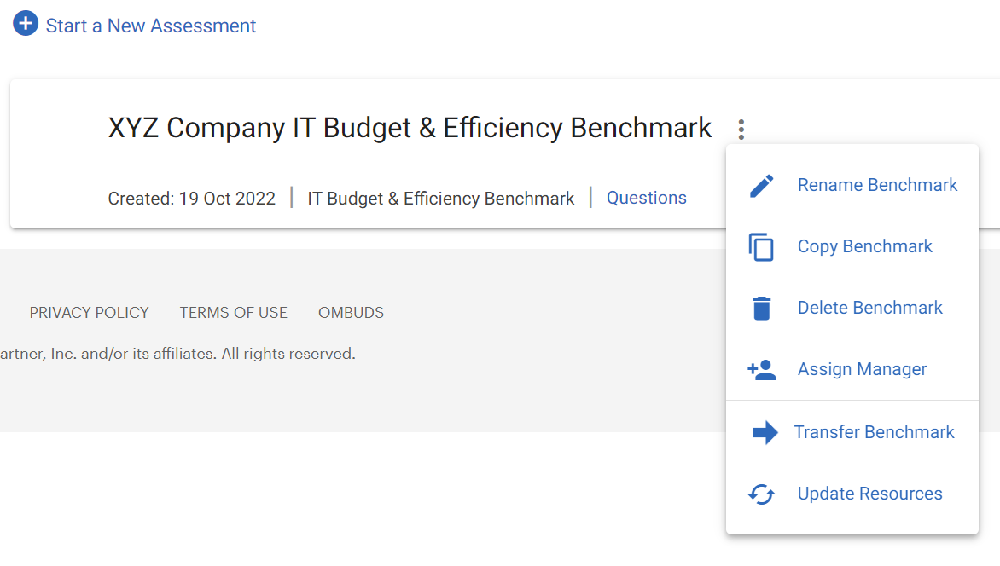 Start a New Assessment
XYZ Company IT Budget & Efficiency Benchmark
Created: 19 Oct 2022 | IT Budget & Efficiency Benchmark | Questions
Rename Benchmark
Copy Benchmark
Delete Benchmark
Assign Manager
Transfer Benchmark
Update Resources
PRIVACY POLICY TERMS OF USE OMBUDS
artner, Inc. and/or its affiliates. All rights reserved.